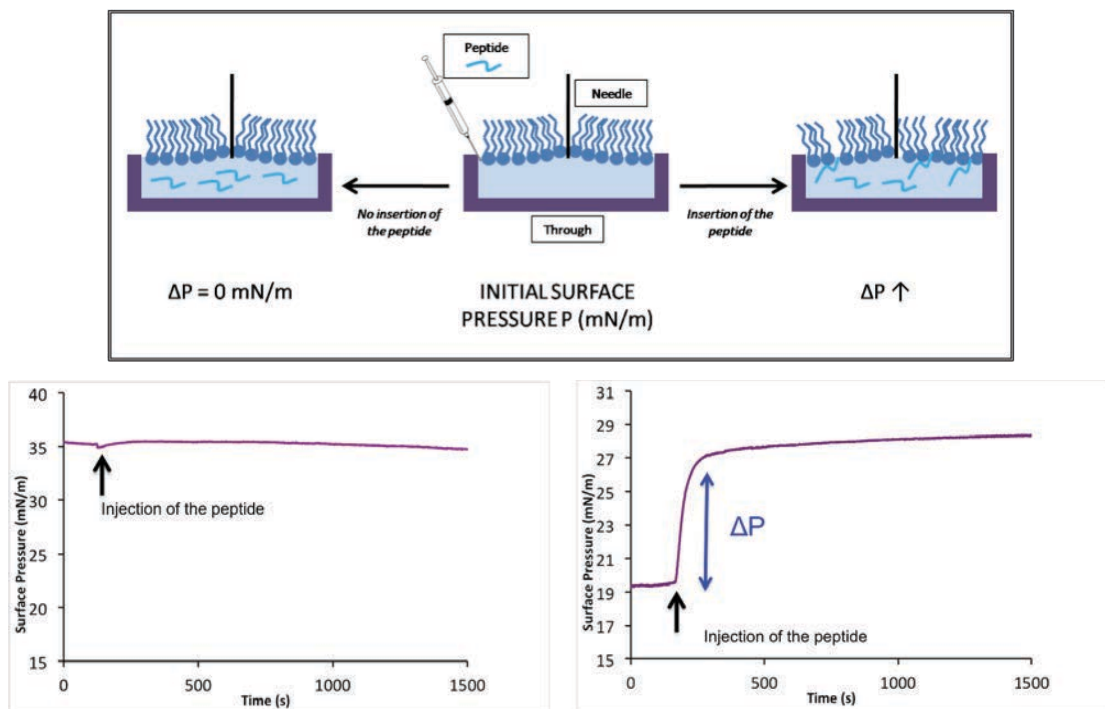 Peptide
Needle
No insertion of
the peptide
Through
Insertion of the
peptide
ΔP = 0 mN/m
INITIAL SURFACE
PRESSURE P (mN/m)
ΔP ↑
Surface Pressure (mN/m)
40
35
30
25
20
15
Injection of the peptide
0
500
1000
1500
Time (s)
Surface Pressure (mN/m)
31
29
27
25
23
21
19
17
15
ΔP
Injection of the peptide
0
500
1000
1500
Time (s)